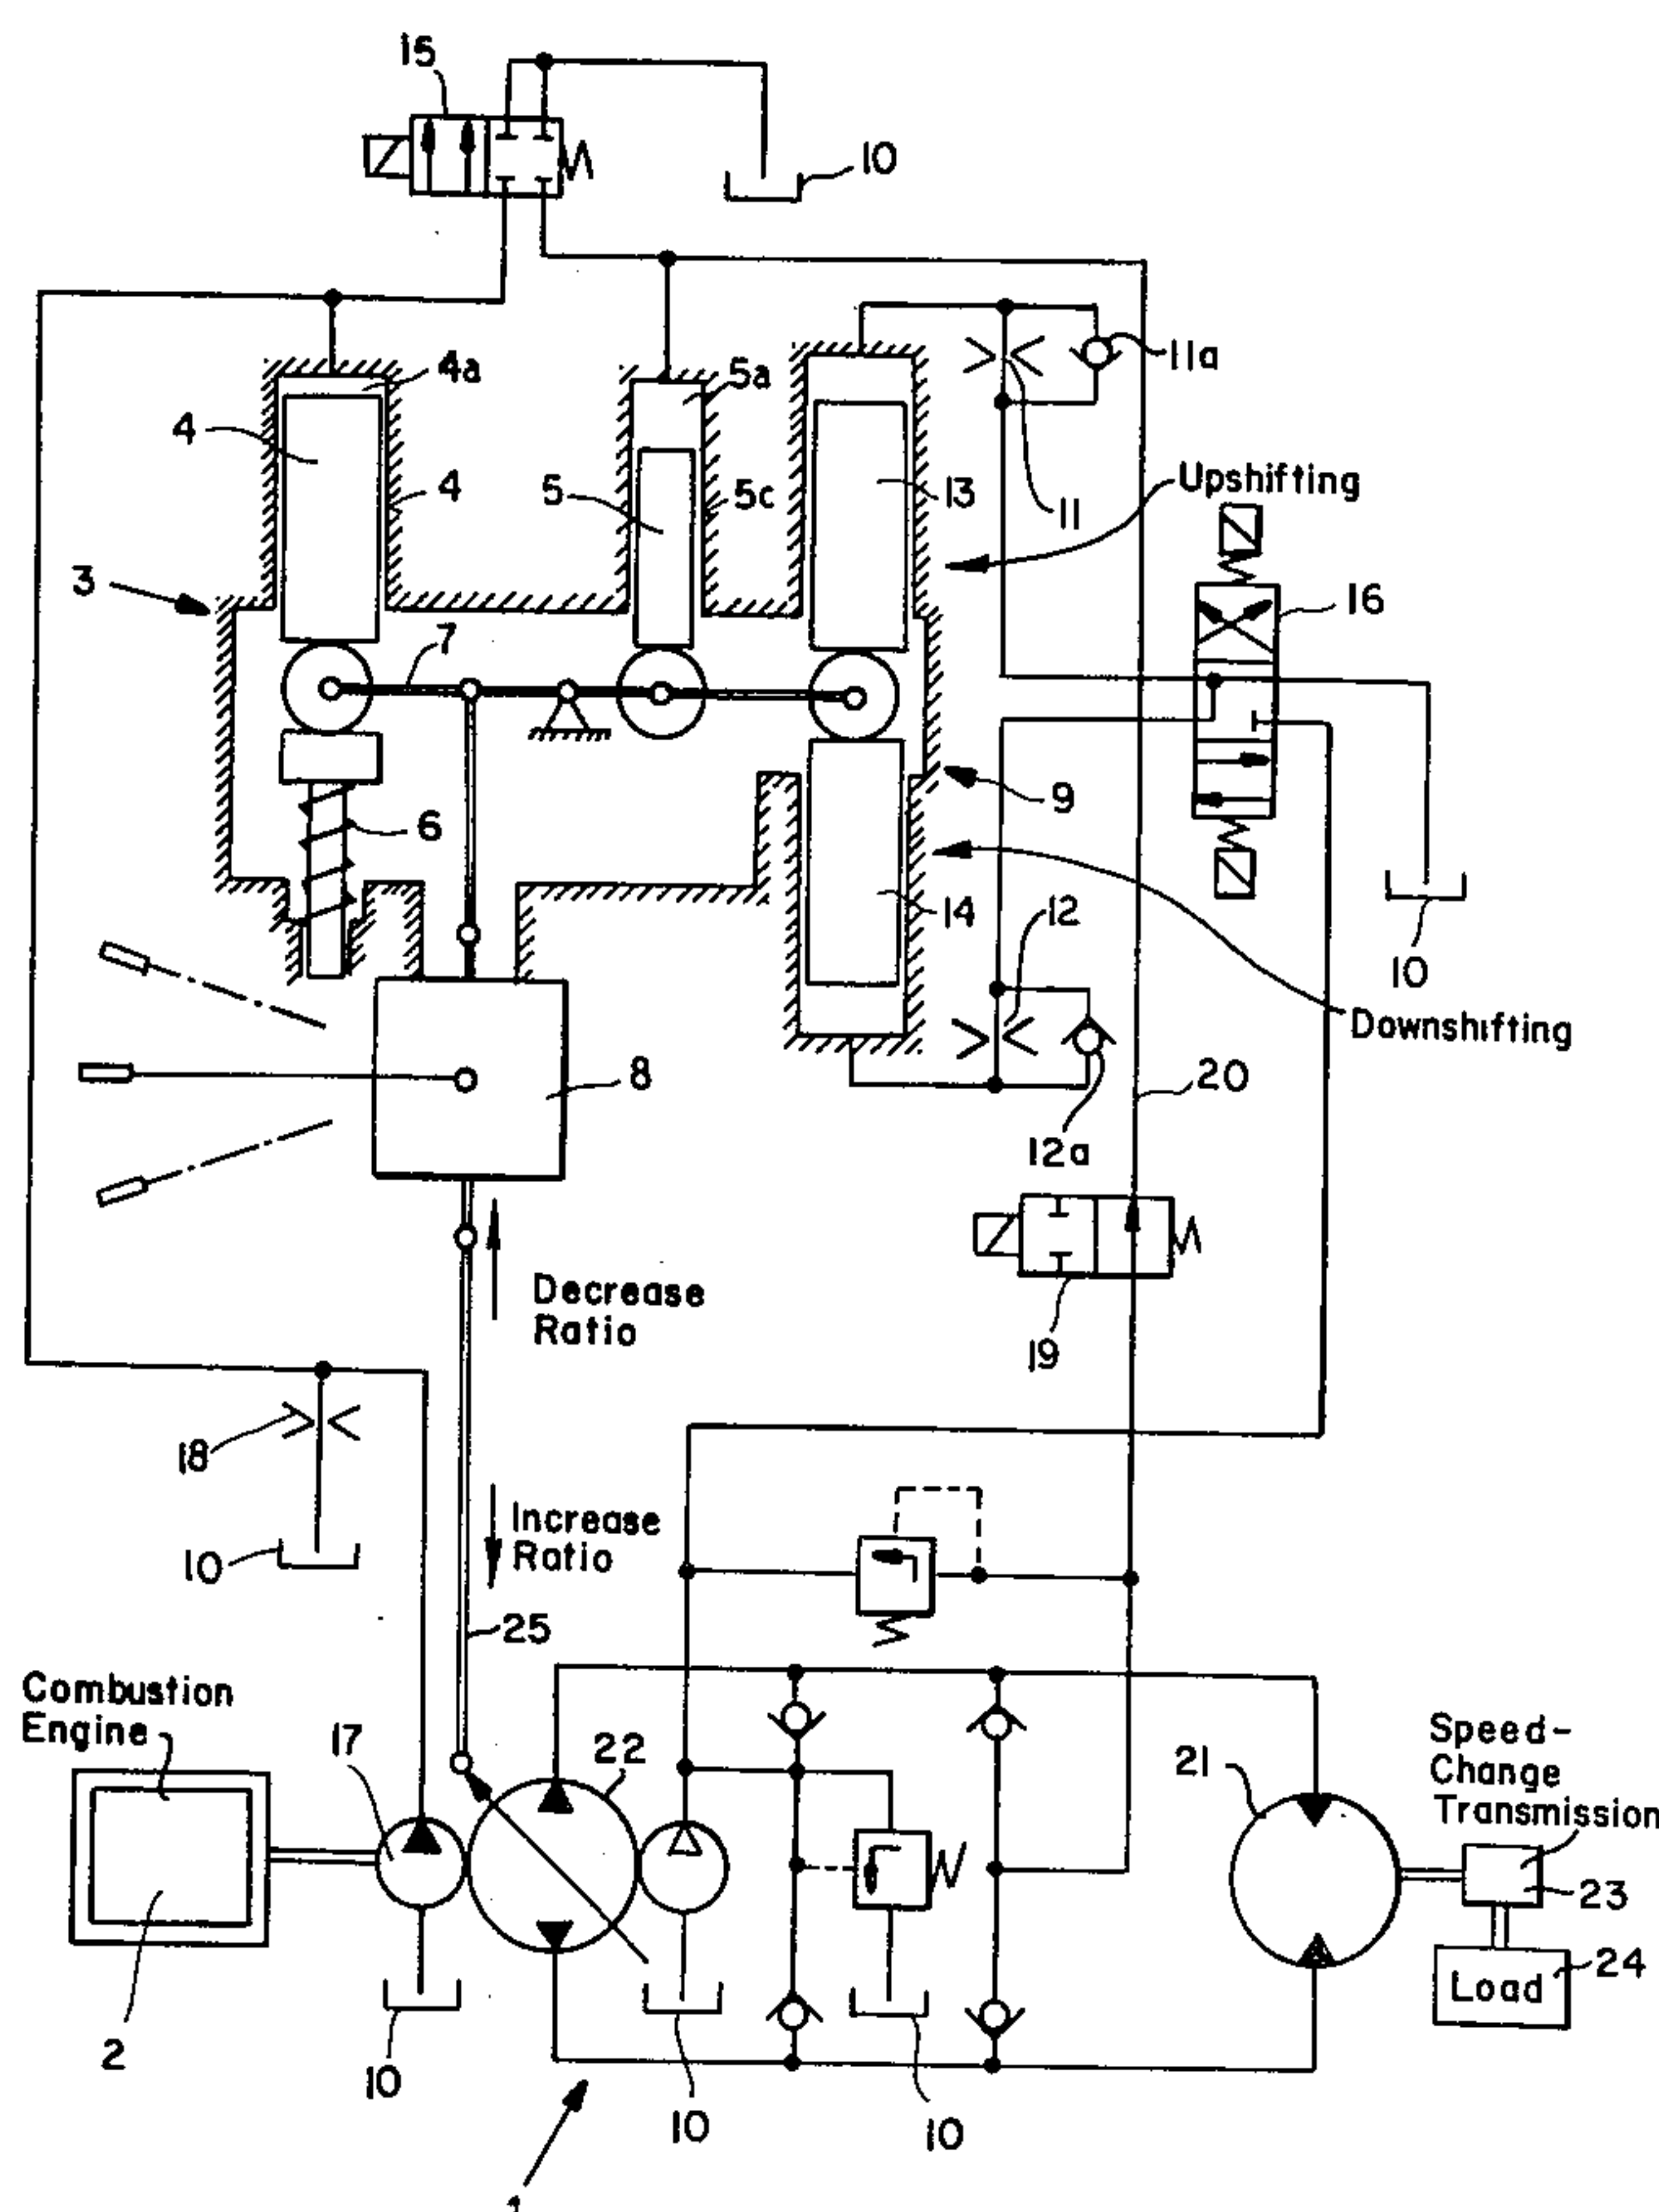 15
10
4a
5a
11a
4
4
5
5c
13
11
Upshifting
3
7
16
9
6
14
12
10
Downshifting
8
20
12a
Decrease
Ratio
19
18
Increase
Ratio
10
25
Combustion
Engine
17
22
21
Speed-
Change
Transmission
23
24
Load
2
10
10
10
1